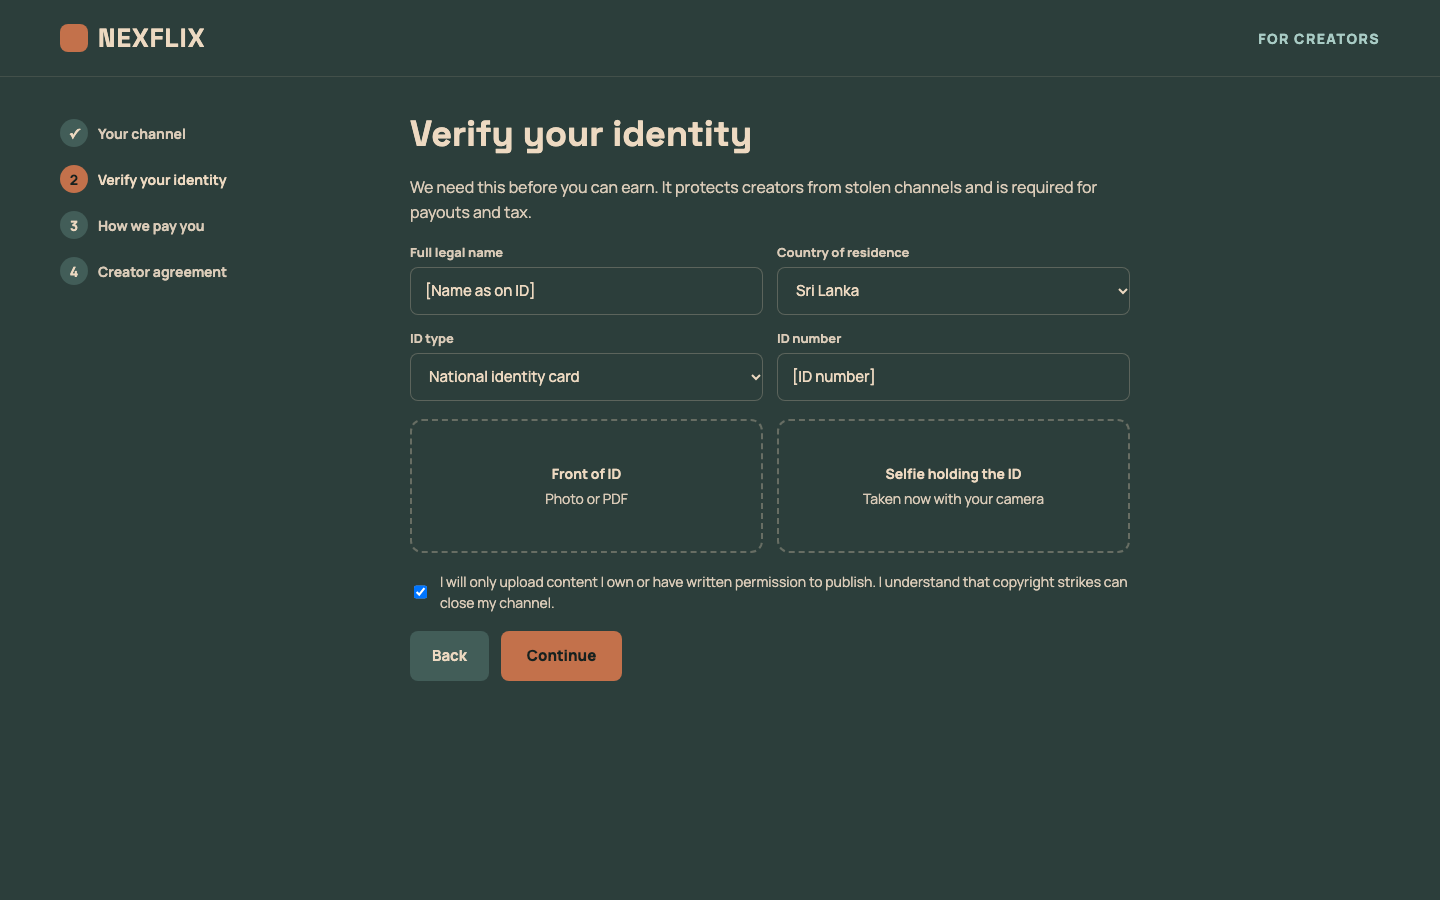 NEXFLIX
FOR CREATORS
✓ Your channel
2 Verify your identity
3 How we pay you
4 Creator agreement
Verify your identity
We need this before you can earn. It protects creators from stolen channels and is required for
payouts and tax.
Full legal name
Country of residence
[Name as on ID]
Sri Lanka
ID type
ID number
National identity card
[ID number]
Front of ID
Photo or PDF
Selfie holding the ID
Taken now with your camera
I will only upload content I own or have written permission to publish. I understand that copyright strikes can
close my channel.
Back
Continue